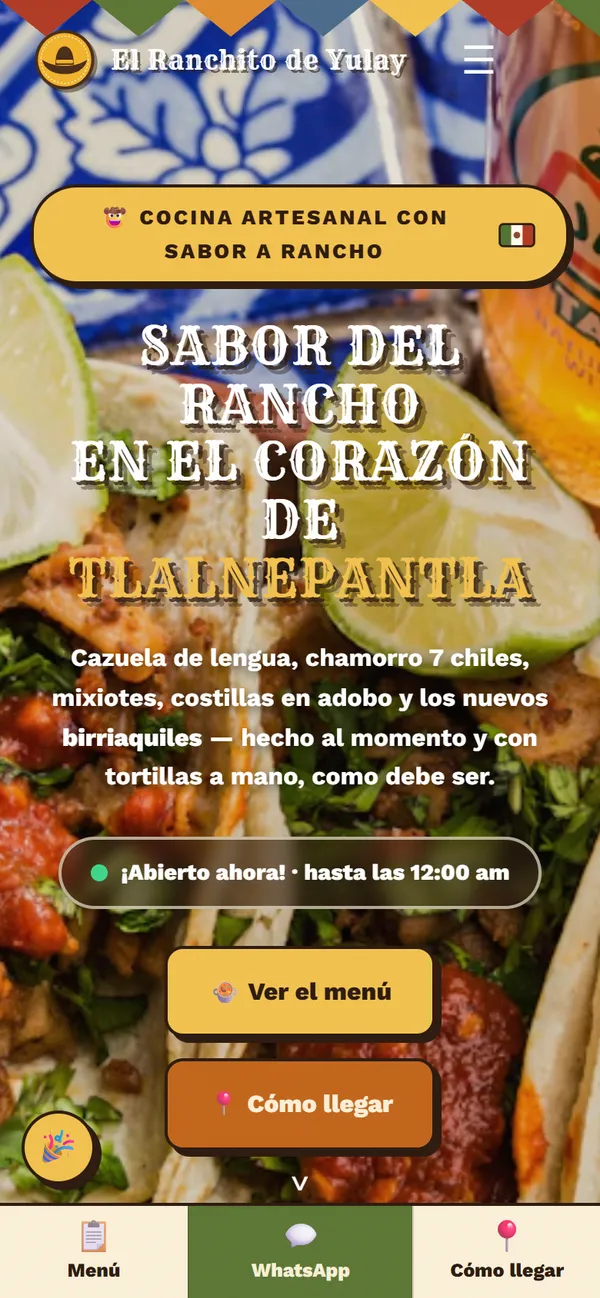 El Ranchito de Yulay
COCINA ARTESANAL CON
SABOR A RANCHO
SABOR DEL
RANCHO
EN EL CORAZÓN
DE
TLALNEPANTLA
Cazuela de lengua, chamorro 7 chiles,
mixiotes, costillas en adobo y los nuevos
birriaquiles — hecho al momento y con
tortillas a mano, como debe ser.
¡Abierto ahora! · hasta las 12:00 am
Ver el menú
Cómo llegar
Menú
WhatsApp
Cómo llegar